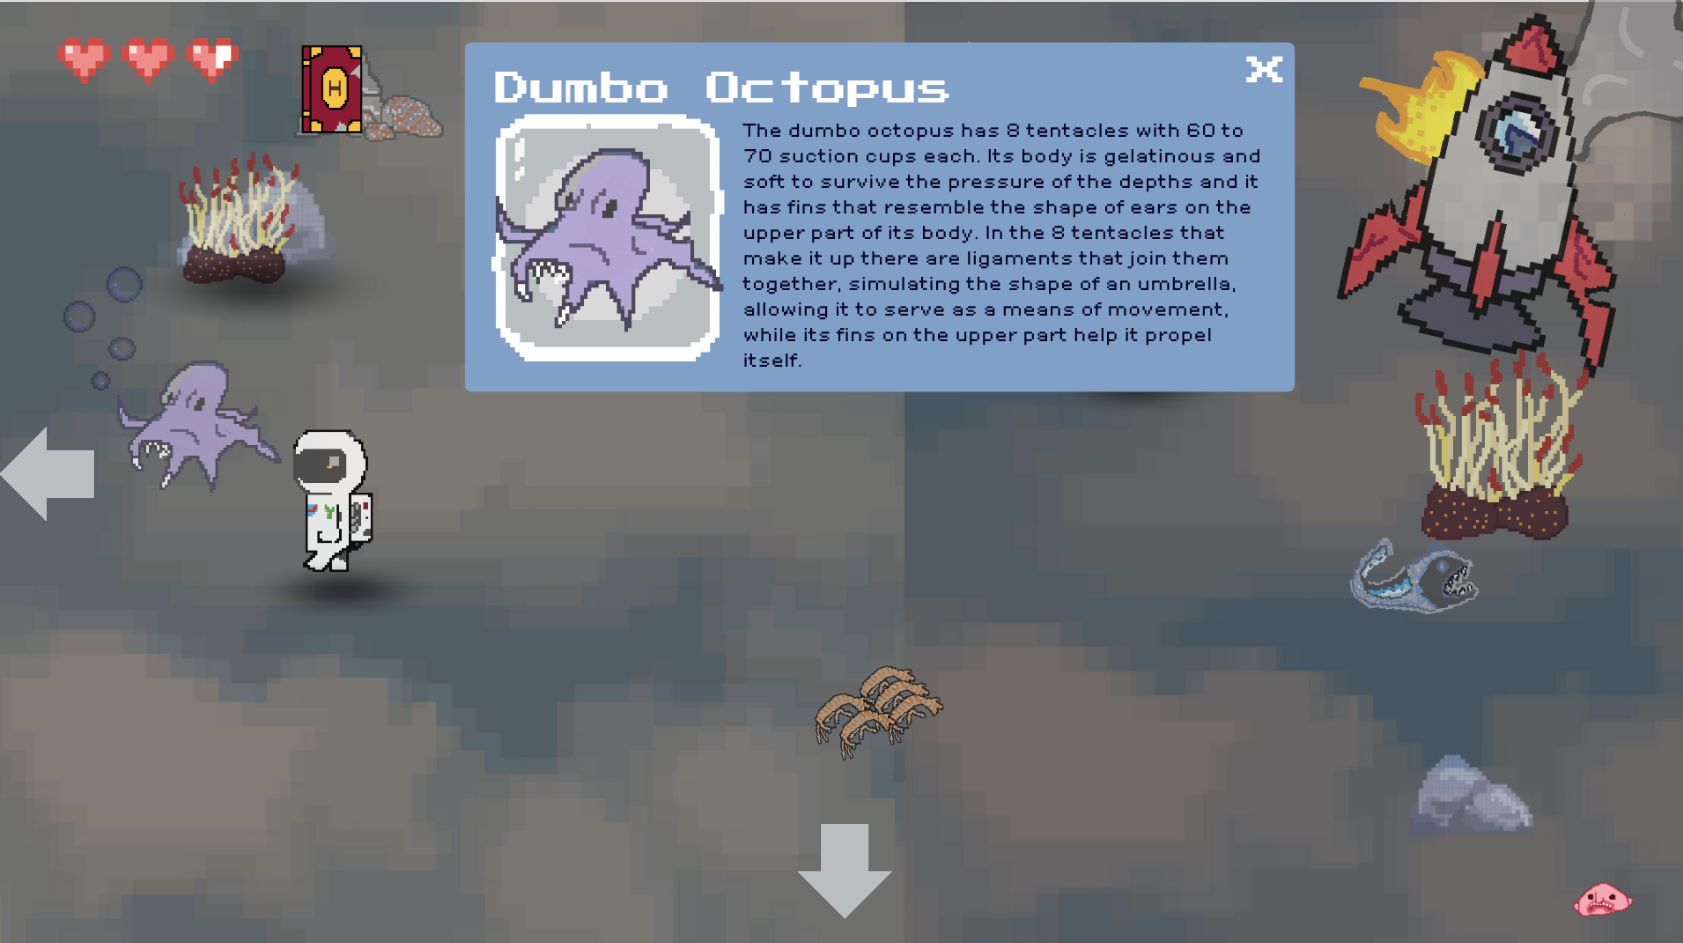 H
Dumbo Octopus
The dumbo octopus has 8 tentacles with 60 to
70 suction cups each. Its body is gelatinous and
soft to survive the pressure of the depths and it
has fins that resemble the shape of ears on the
upper part of its body. In the 8 tentacles that
make it up there are ligaments that join them
together, simulating the shape of an umbrella,
allowing it to serve as a means of movement,
while its fins on the upper part help it propel
itself.